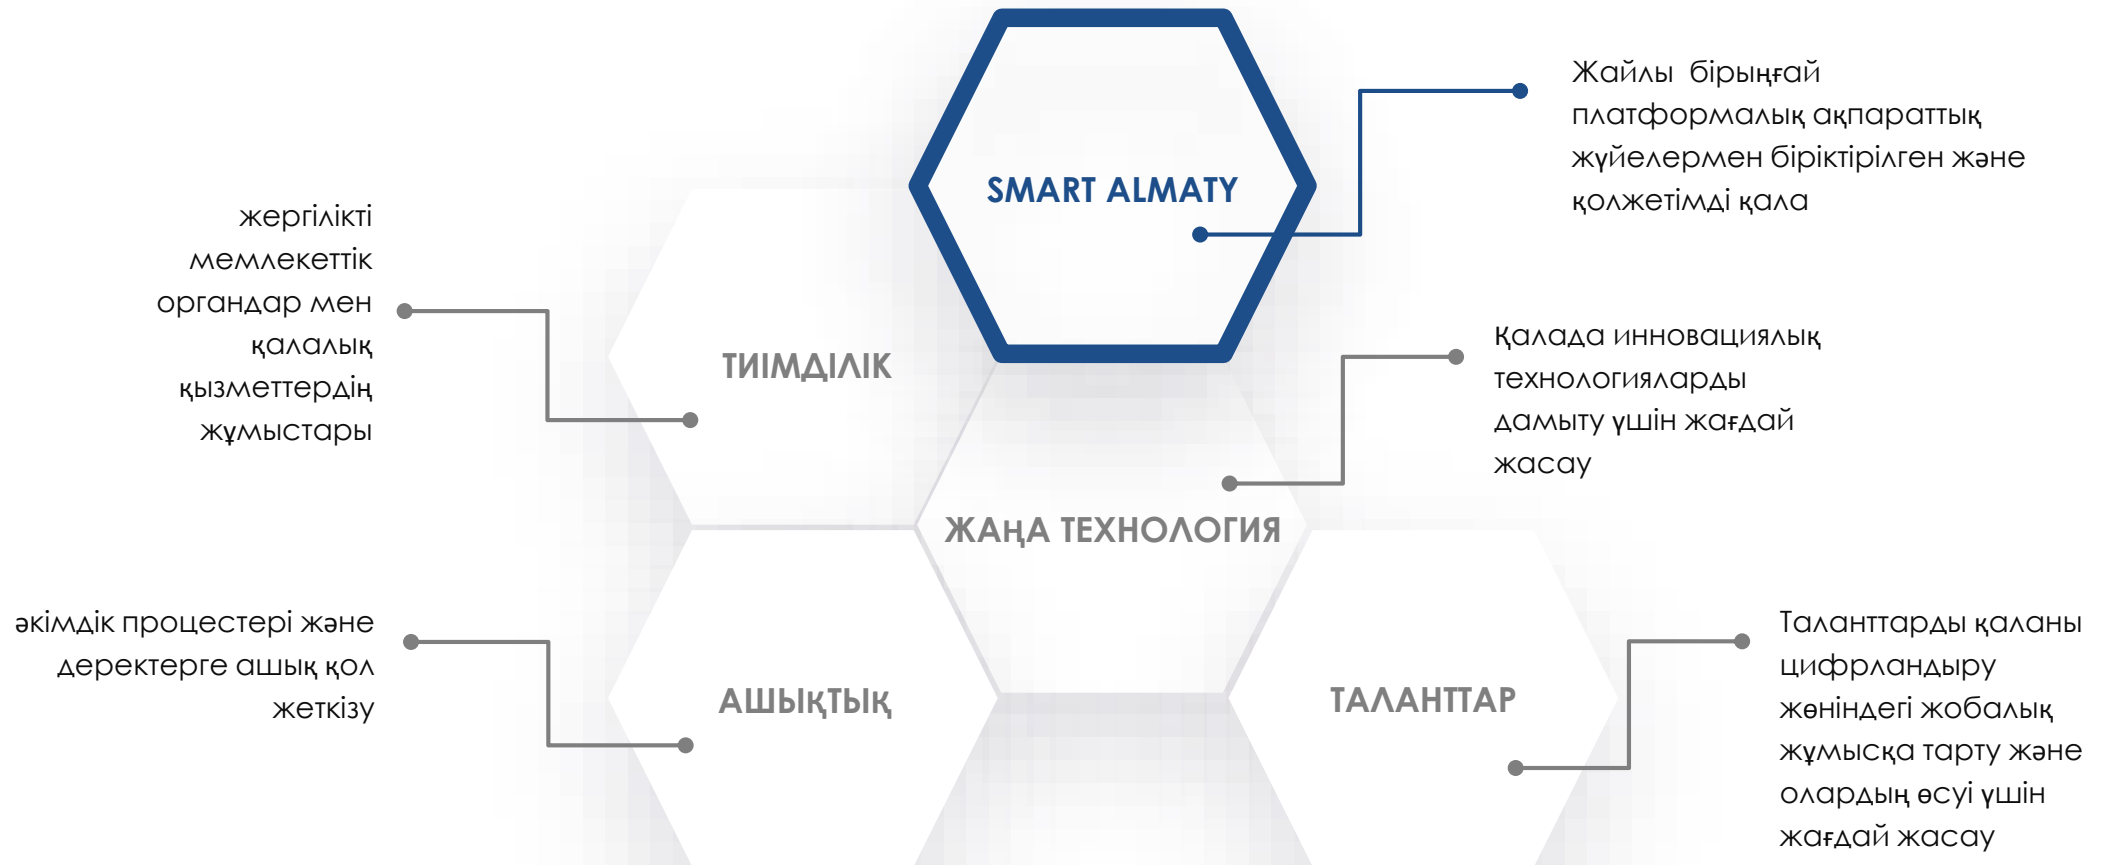 SMART ALMATY
Жайлы бірыңғай
платформалық ақпараттық
жүйелермен біріктірілген және
қолжетімді қала
жергілікті
мемлекеттік
органдар мен
қалалық
қызметтердің
жұмыстары
ТИІМДІЛІК
Қалада инновациялық
технологияларды
дамыту үшін жағдай
жасау
ЖАңА ТЕХНОЛОГИЯ
әкімдік процестері және
деректерге ашық қол
жеткізу
АШЫқТЫқ
ТАЛАНТТАР
Таланттарды қаланы
цифрландыру
жөніндегі жобалық
жұмысқа тарту және
олардың өсуі үшін
жағдай жасау